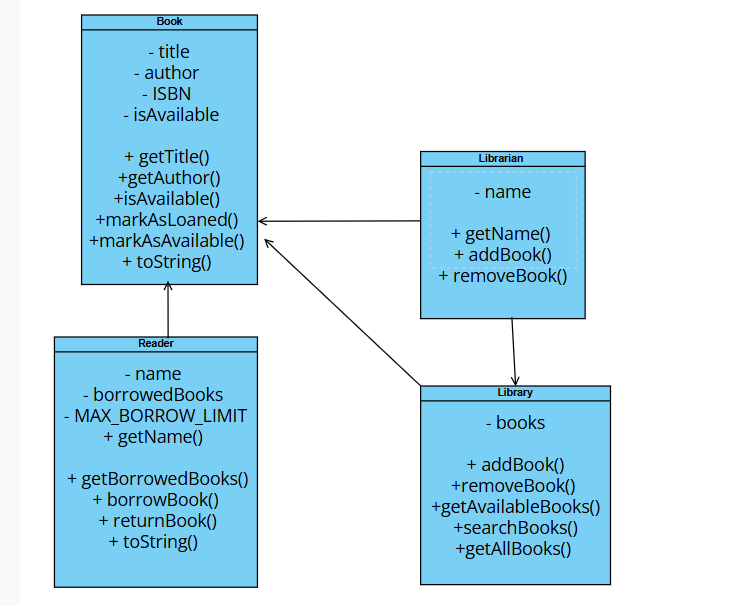 Book
- title
- author
- ISBN
- isAvailable
+ getTitle()
+getAuthor()
+isAvailable()
+markAsLoaned()
+markAsAvailable()
+ toString()
Librarian
- name
+ getName()
+ addBook()
+ removeBook()
Reader
- name
- borrowedBooks
- MAX_BORROW_LIMIT
+ getName()
+ getBorrowedBooks()
+ borrowBook()
+ returnBook()
+ toString()
Library
- books
+ addBook()
+removeBook()
+getAvailableBooks()
+searchBooks()
+getAllBooks()